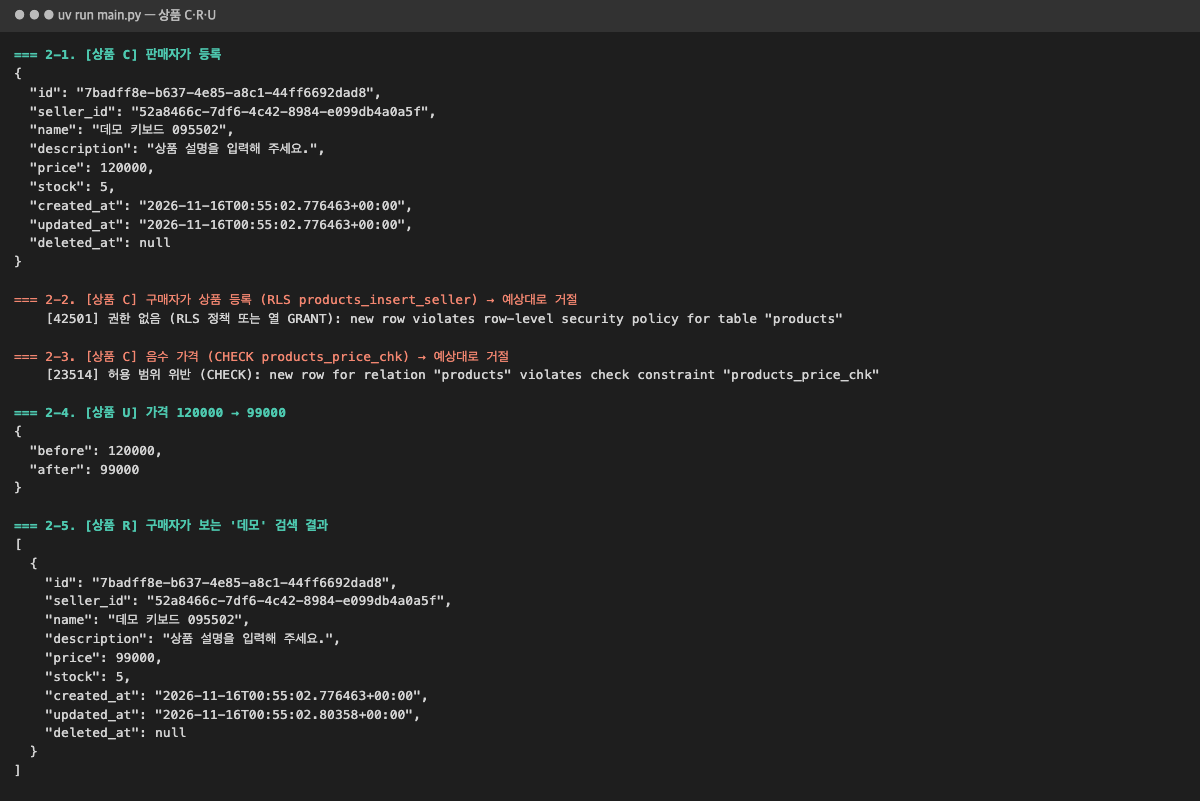 uv run main.py — 상품 C·R·U
=== 2-1. [상품 C] 판매자가 등록
{
  "id": "7badff8e-b637-4e85-a8c1-44ff6692dad8",
  "seller_id": "52a8466c-7df6-4c42-8984-e099db4a0a5f",
  "name": "데모 키보드 095502",
  "description": "상품 설명을 입력해 주세요.",
  "price": 120000,
  "stock": 5,
  "created_at": "2026-11-16T00:55:02.776463+00:00",
  "updated_at": "2026-11-16T00:55:02.776463+00:00",
  "deleted_at": null
}
=== 2-2. [상품 C] 구매자가 상품 등록 (RLS products_insert_seller) → 예상대로 거절
    [42501] 권한 없음 (RLS 정책 또는 열 GRANT): new row violates row-level security policy for table "products"
=== 2-3. [상품 C] 음수 가격 (CHECK products_price_chk) → 예상대로 거절
    [23514] 허용 범위 위반 (CHECK): new row for relation "products" violates check constraint "products_price_chk"
=== 2-4. [상품 U] 가격 120000 → 99000
{
  "before": 120000,
  "after": 99000
}
=== 2-5. [상품 R] 구매자가 보는 '데모' 검색 결과
[
  {
    "id": "7badff8e-b637-4e85-a8c1-44ff6692dad8",
    "seller_id": "52a8466c-7df6-4c42-8984-e099db4a0a5f",
    "name": "데모 키보드 095502",
    "description": "상품 설명을 입력해 주세요.",
    "price": 99000,
    "stock": 5,
    "created_at": "2026-11-16T00:55:02.776463+00:00",
    "updated_at": "2026-11-16T00:55:02.80358+00:00",
    "deleted_at": null
  }
]